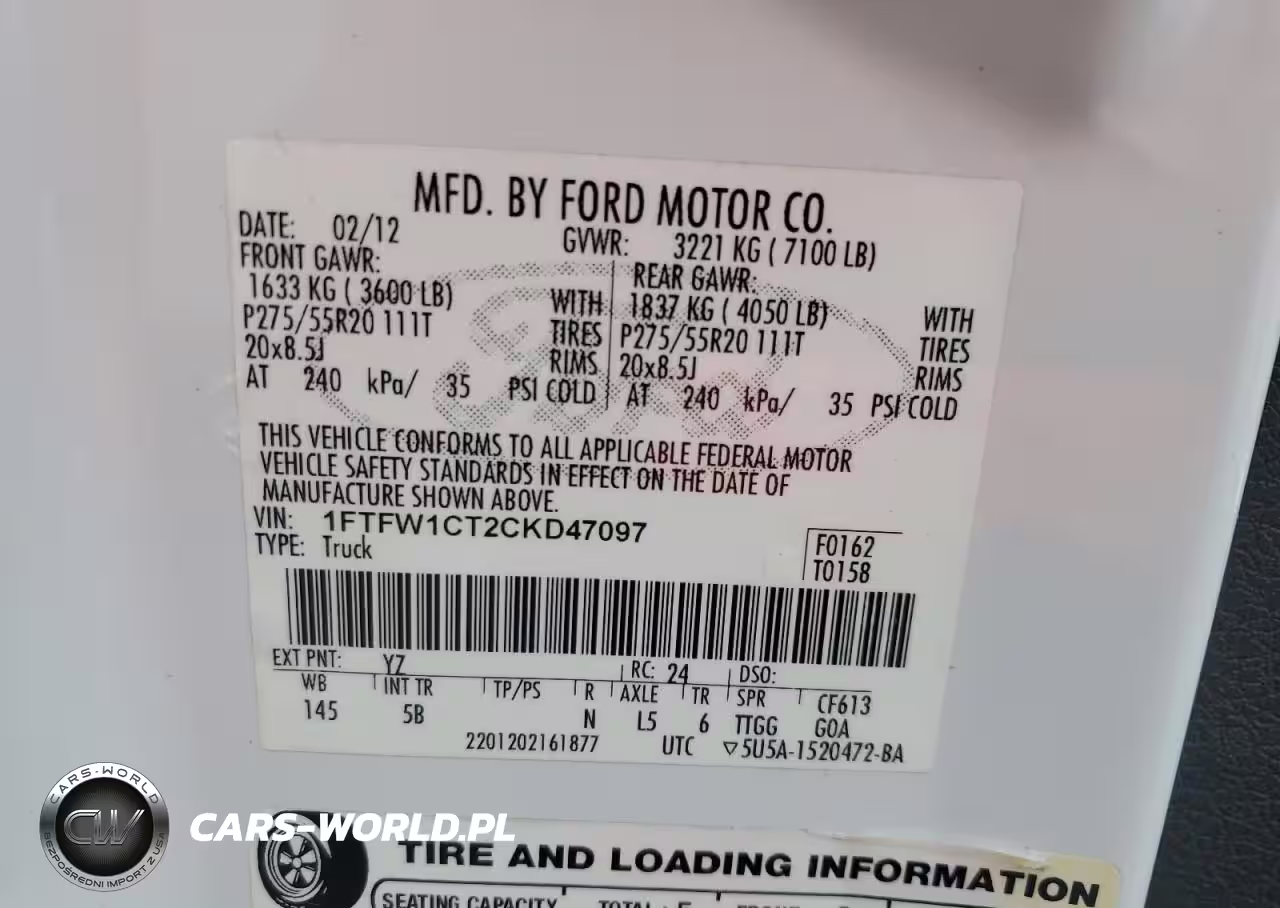 MFD. BY FORD MOTOR CO.
DATE: 02/12 GVWR: 3221 KG ( 7100 LB)
FRONT GAWR: REAR GAWR:
1633 KG ( 3600 LB) WITH 1837 KG ( 4050 LB) WITH
P275/55R20 111T TIRES P275/55R20 111T TIRES
20x8.5J RIMS 20x8.5J RIMS
AT 240 kPa/ 35 PSI COLD AT 240 kPa/ 35 PSI COLD
THIS VEHICLE CONFORMS TO ALL APPLICABLE FEDERAL MOTOR
VEHICLE SAFETY STANDARDS IN EFFECT ON THE DATE OF
MANUFACTURE SHOWN ABOVE.
VIN: 1FTFW1CT2CKD47097
TYPE: Truck
F0162
T0158
EXT PNT: YZ RC: 24 DSO:
WB INT TR TP/PS R AXLE TR SPR CF613
145 5B N L5 6 TTGG G0A
2201202161877 UTC ▽5U5A-1520472-BA
CARS-WORLD
CW
BEZPOŚREDNI IMPORT Z USA
CARS-WORLD.PL
TIRE AND LOADING INFORMATION
SEATING CAPACITY TOTAL